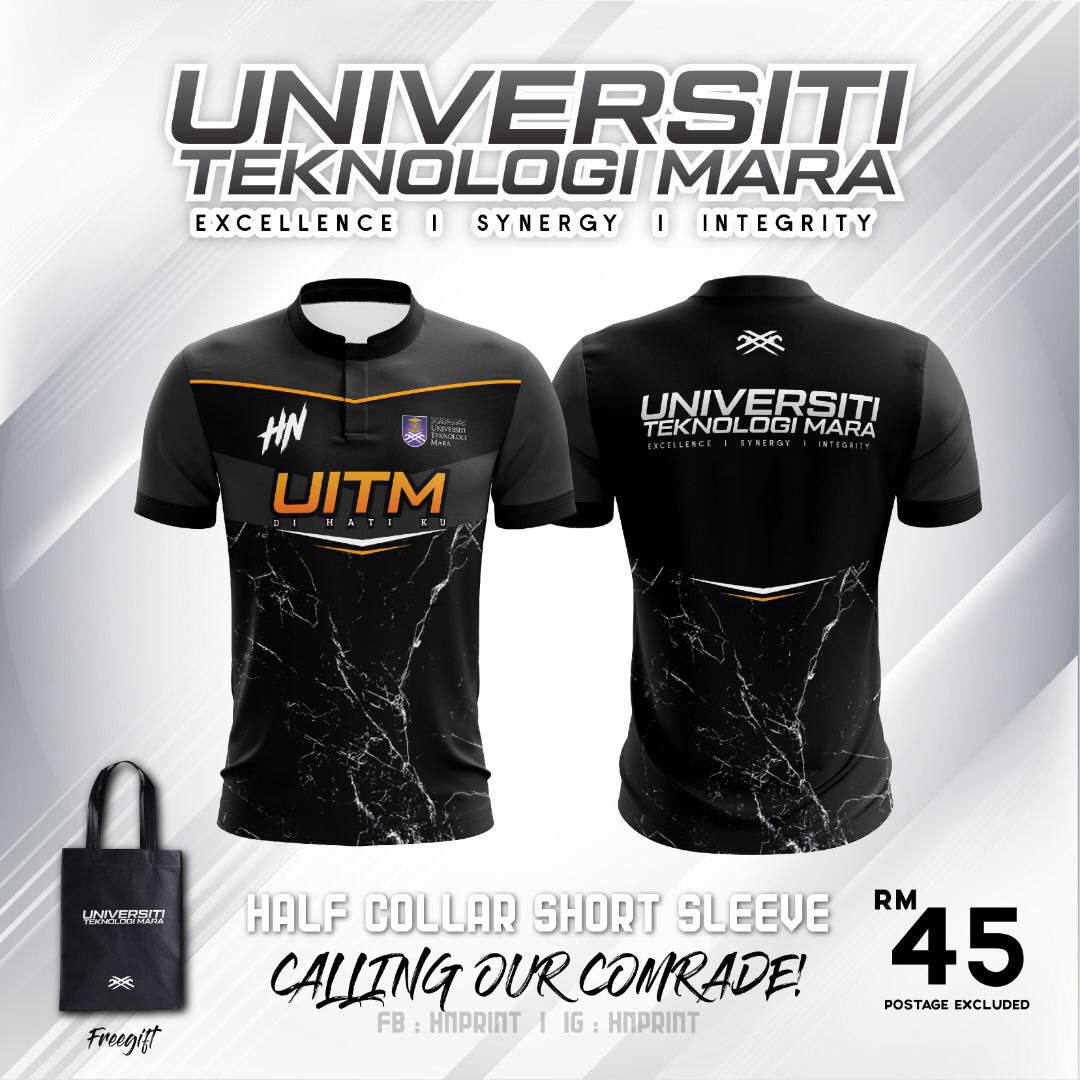 UNIVERSITI
TEKNOLOGI MARA
EXCELLENCE | SYNERGY | INTEGRITY
HN
UNIVERSITI
TEKNOLOGI
MARA
UITM
DI HATI KU
UNIVERSITI
TEKNOLOGI MARA
EXCELLENCE | SYNERGY | INTEGRITY
UNIVERSITI
TEKNOLOGI MARA
Freegift
HALF COLLAR SHORT SLEEVE
CALLING OUR COMRADE!
FB : HNPRINT | IG : HNPRINT
RM
45
POSTAGE EXCLUDED